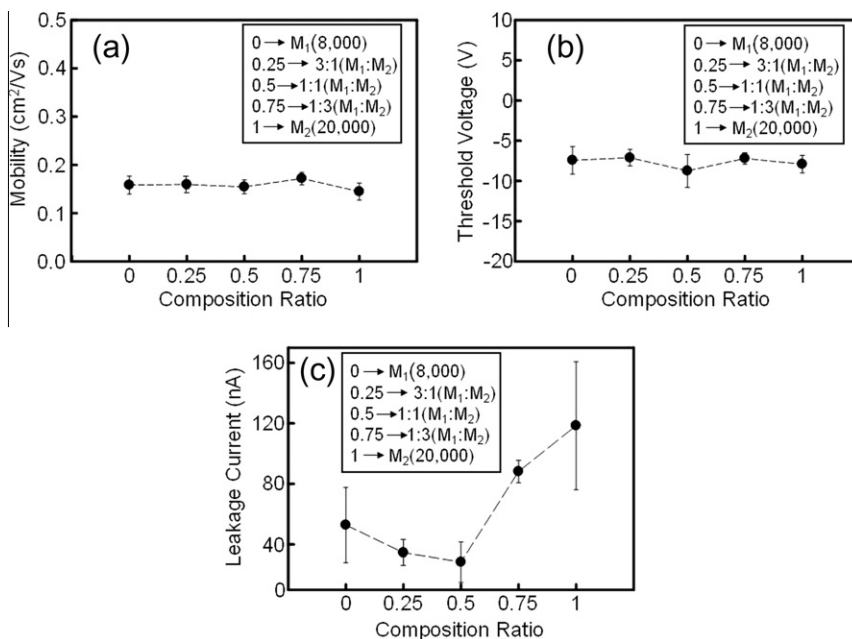 (a)
0.5
0.4
0.3
0.2
0.1
0.0
Mobility (cm²/Vs)
0→M₁(8,000)
0.25→ 3:1(M₁:M₂)
0.5→1:1(M₁:M₂)
0.75→1:3(M₁:M₂)
1→M₂(20,000)
0 0.25 0.5 0.75 1
Composition Ratio
(b)
10
5
0
-5
-10
-15
-20
Threshold Voltage (V)
0→M₁(8,000)
0.25→ 3:1(M₁:M₂)
0.5→1:1(M₁:M₂)
0.75→1:3(M₁:M₂)
1→M₂(20,000)
0 0.25 0.5 0.75 1
Composition Ratio
(c)
160
120
80
40
0
Leakage Current (nA)
0→M₁(8,000)
0.25→ 3:1(M₁:M₂)
0.5→1:1(M₁:M₂)
0.75→1:3(M₁:M₂)
1→M₂(20,000)
0 0.25 0.5 0.75 1
Composition Ratio